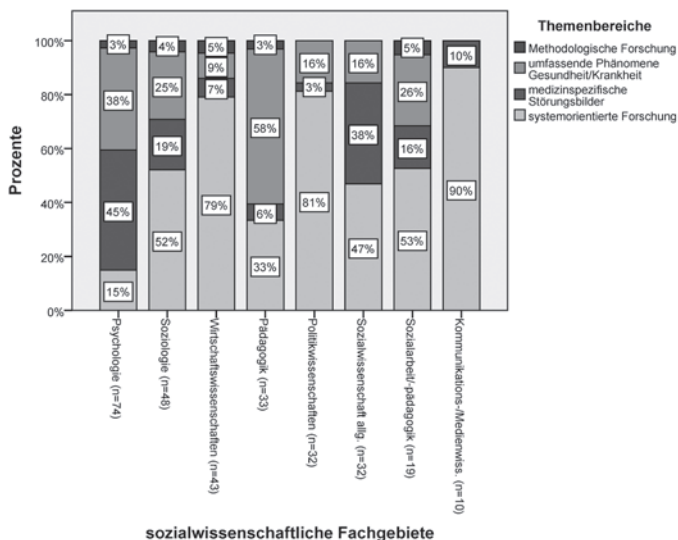 Themenbereiche
Methodologische Forschung
umfassende Phänomene
Gesundheit/Krankheit
medizinspezifische
Störungsbilder
systemorientierte Forschung
Prozente
100%
80%
60%
40%
20%
0%
3%
38%
45%
15%
4%
25%
19%
52%
5%
9%
7%
79%
3%
58%
6%
33%
16%
3%
81%
16%
38%
47%
5%
26%
16%
53%
10%
90%
Psychologie (n=74)
Soziologie (n=48)
Wirtschaftswissenschaften (n=43)
Pädagogik (n=33)
Politikwissenschaften (n=32)
Sozialwissenschaft allg. (n=32)
Sozialarbeit/-pädagogik (n=19)
Kommunikations-/Medienwiss. (n=10)
sozialwissenschaftliche Fachgebiete